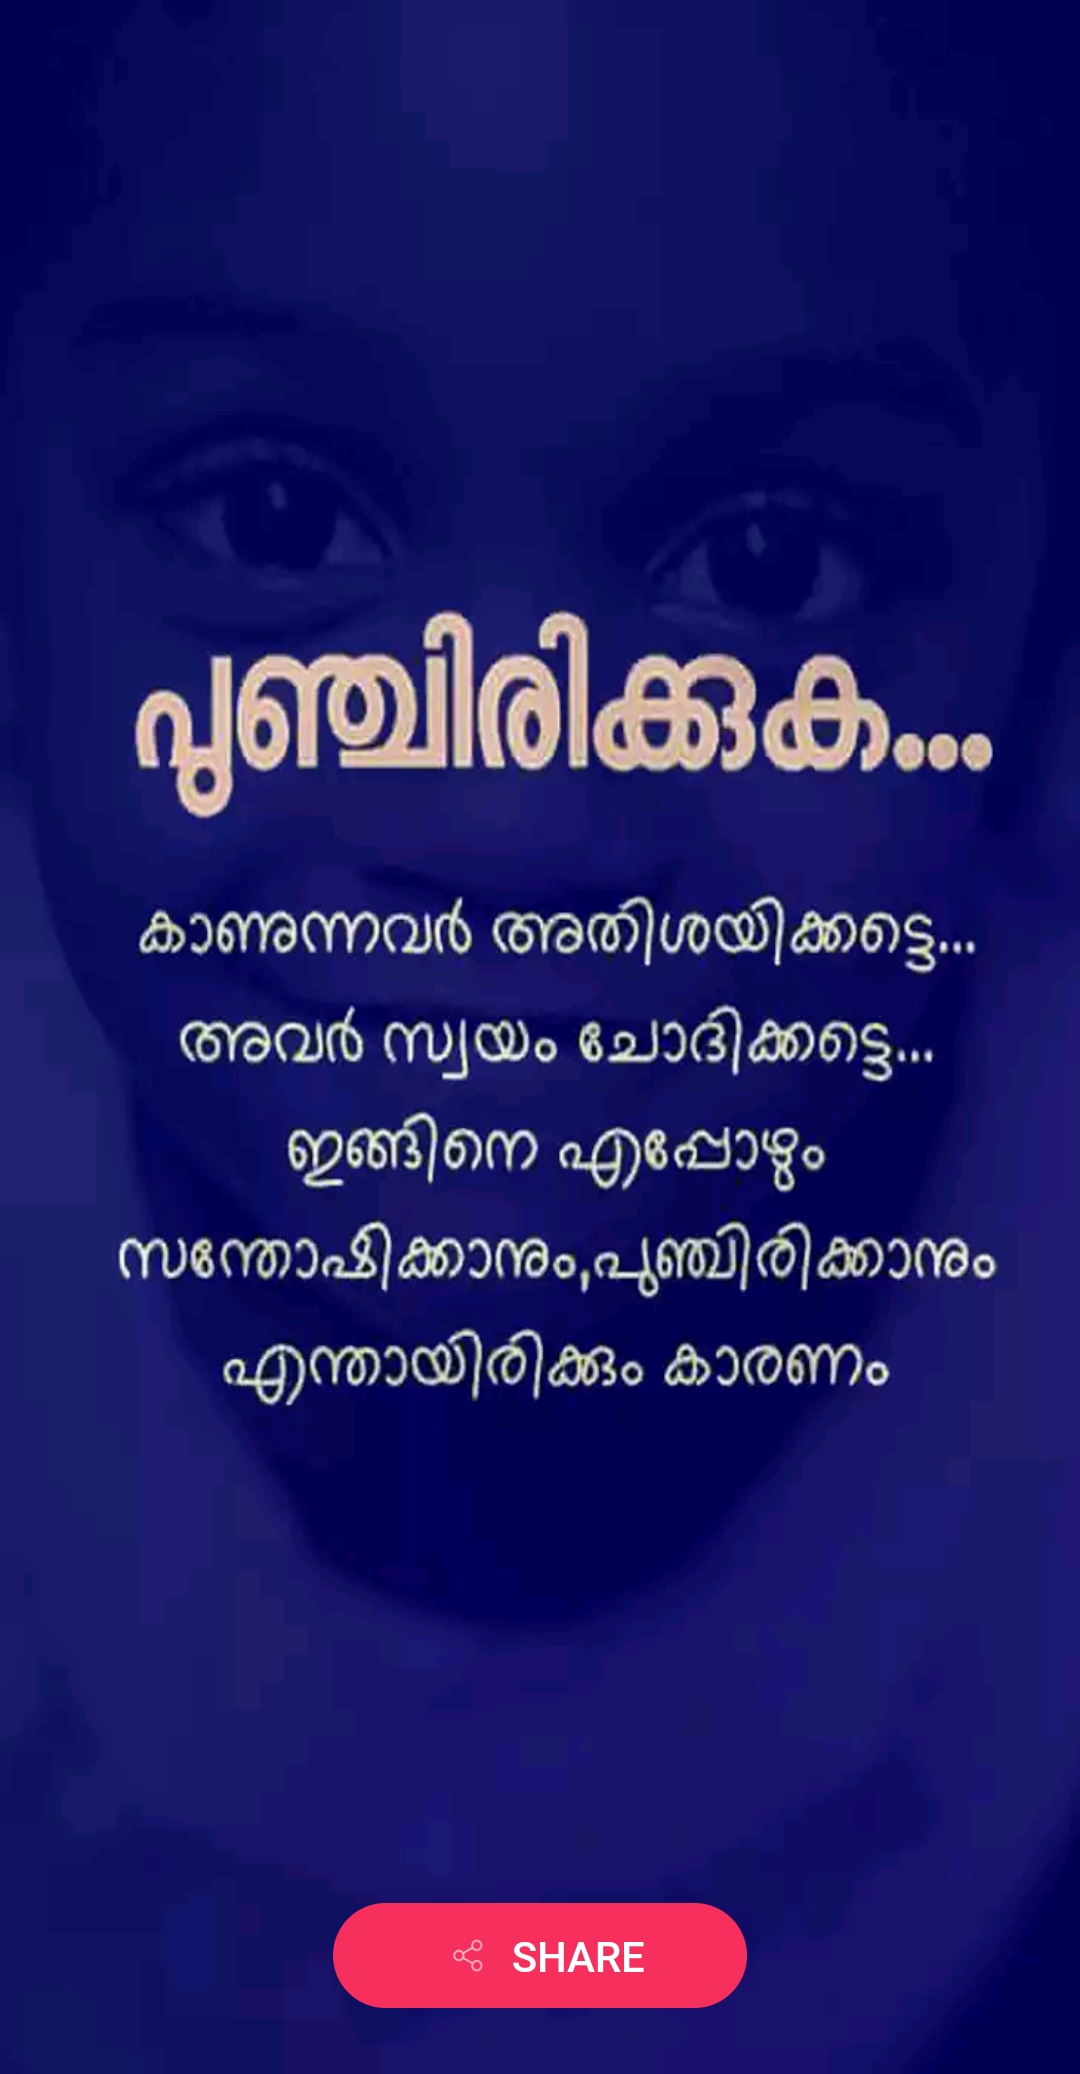 പുഞ്ചിരിക്കുക...
കാണുന്നവർ അതിശയിക്കട്ടെ...
അവർ സ്വയം ചോദിക്കട്ടെ...
ഇങ്ങിനെ എപ്പോഴും
സന്തോഷിക്കാനും,പുഞ്ചിരിക്കാനും
എന്തായിരിക്കും കാരണം
SHARE